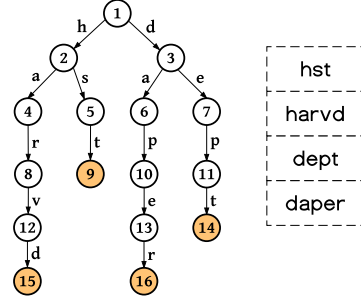 1
h d
2 3
a s a e
4 5 6 7
r t p p
8 9 10 11
v e t
12 13 14
d r
15 16
hst
harvd
dept
daper